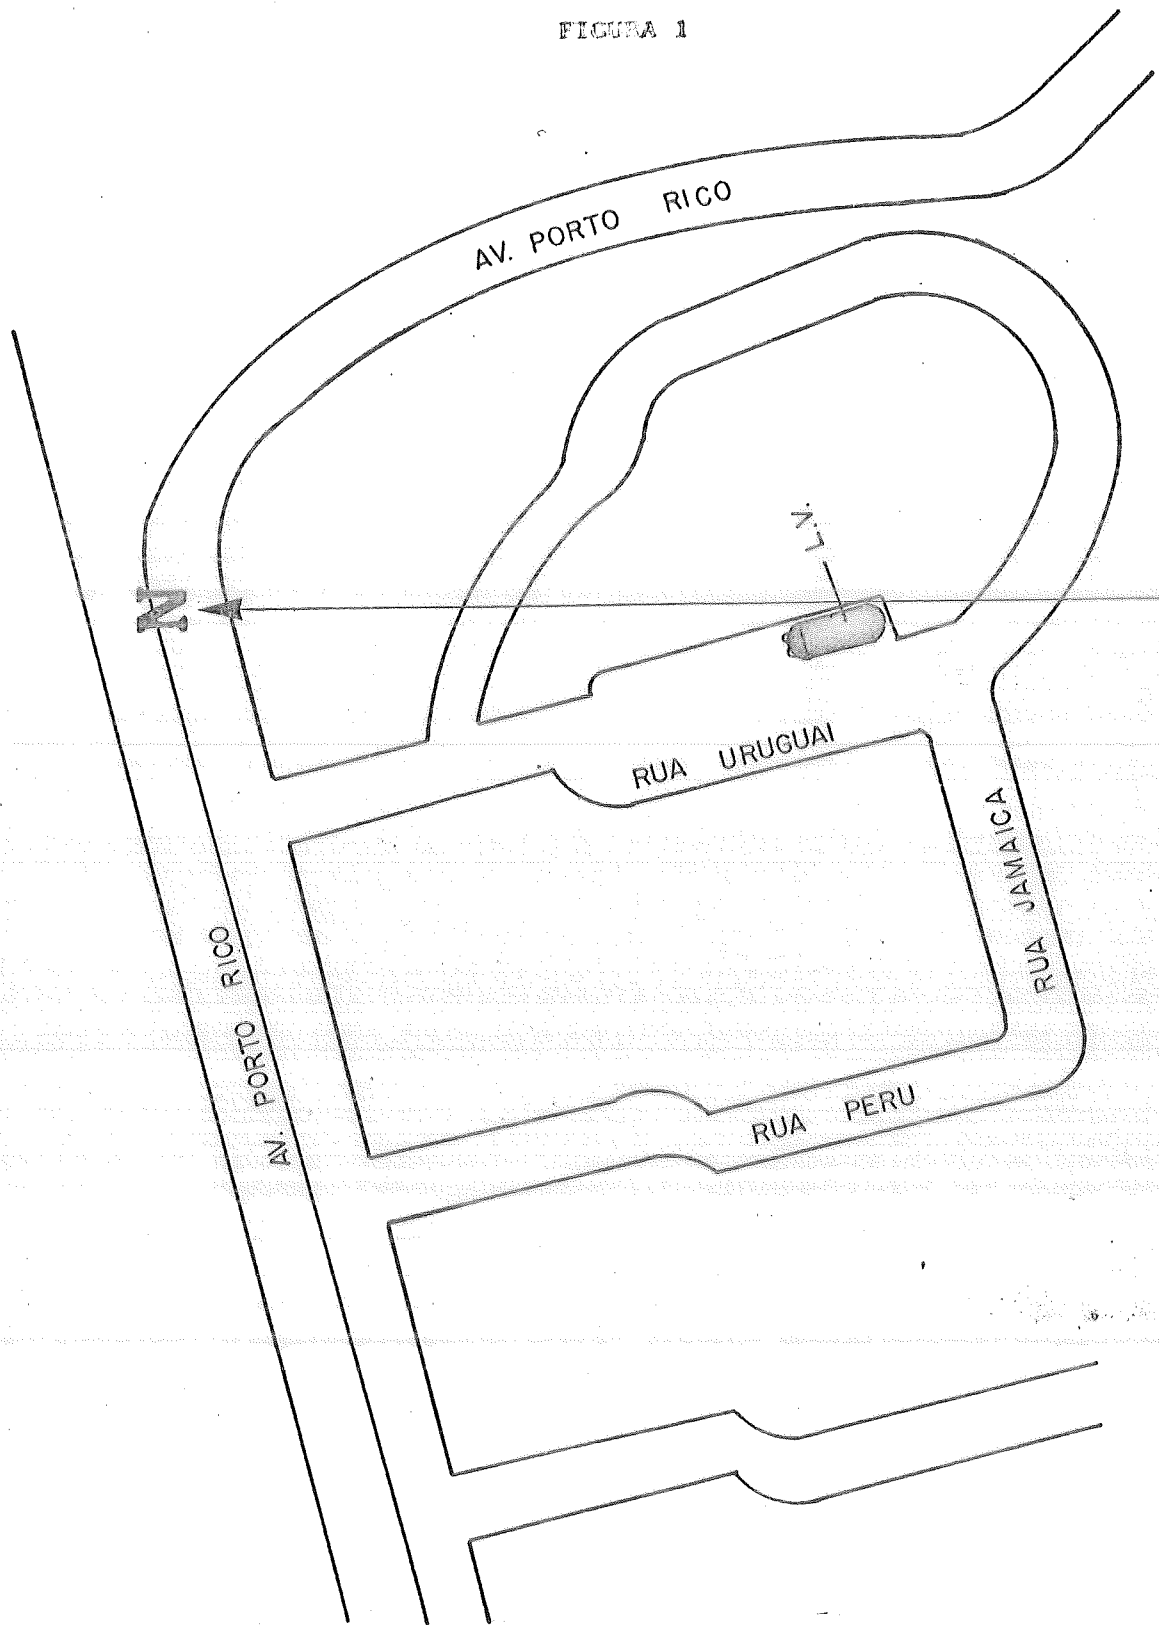 FIGURA 1
AV. PORTO RICO
L.V.
N
RUA URUGUAI
RUA JAMAICA
AV. PORTO RICO
RUA PERU